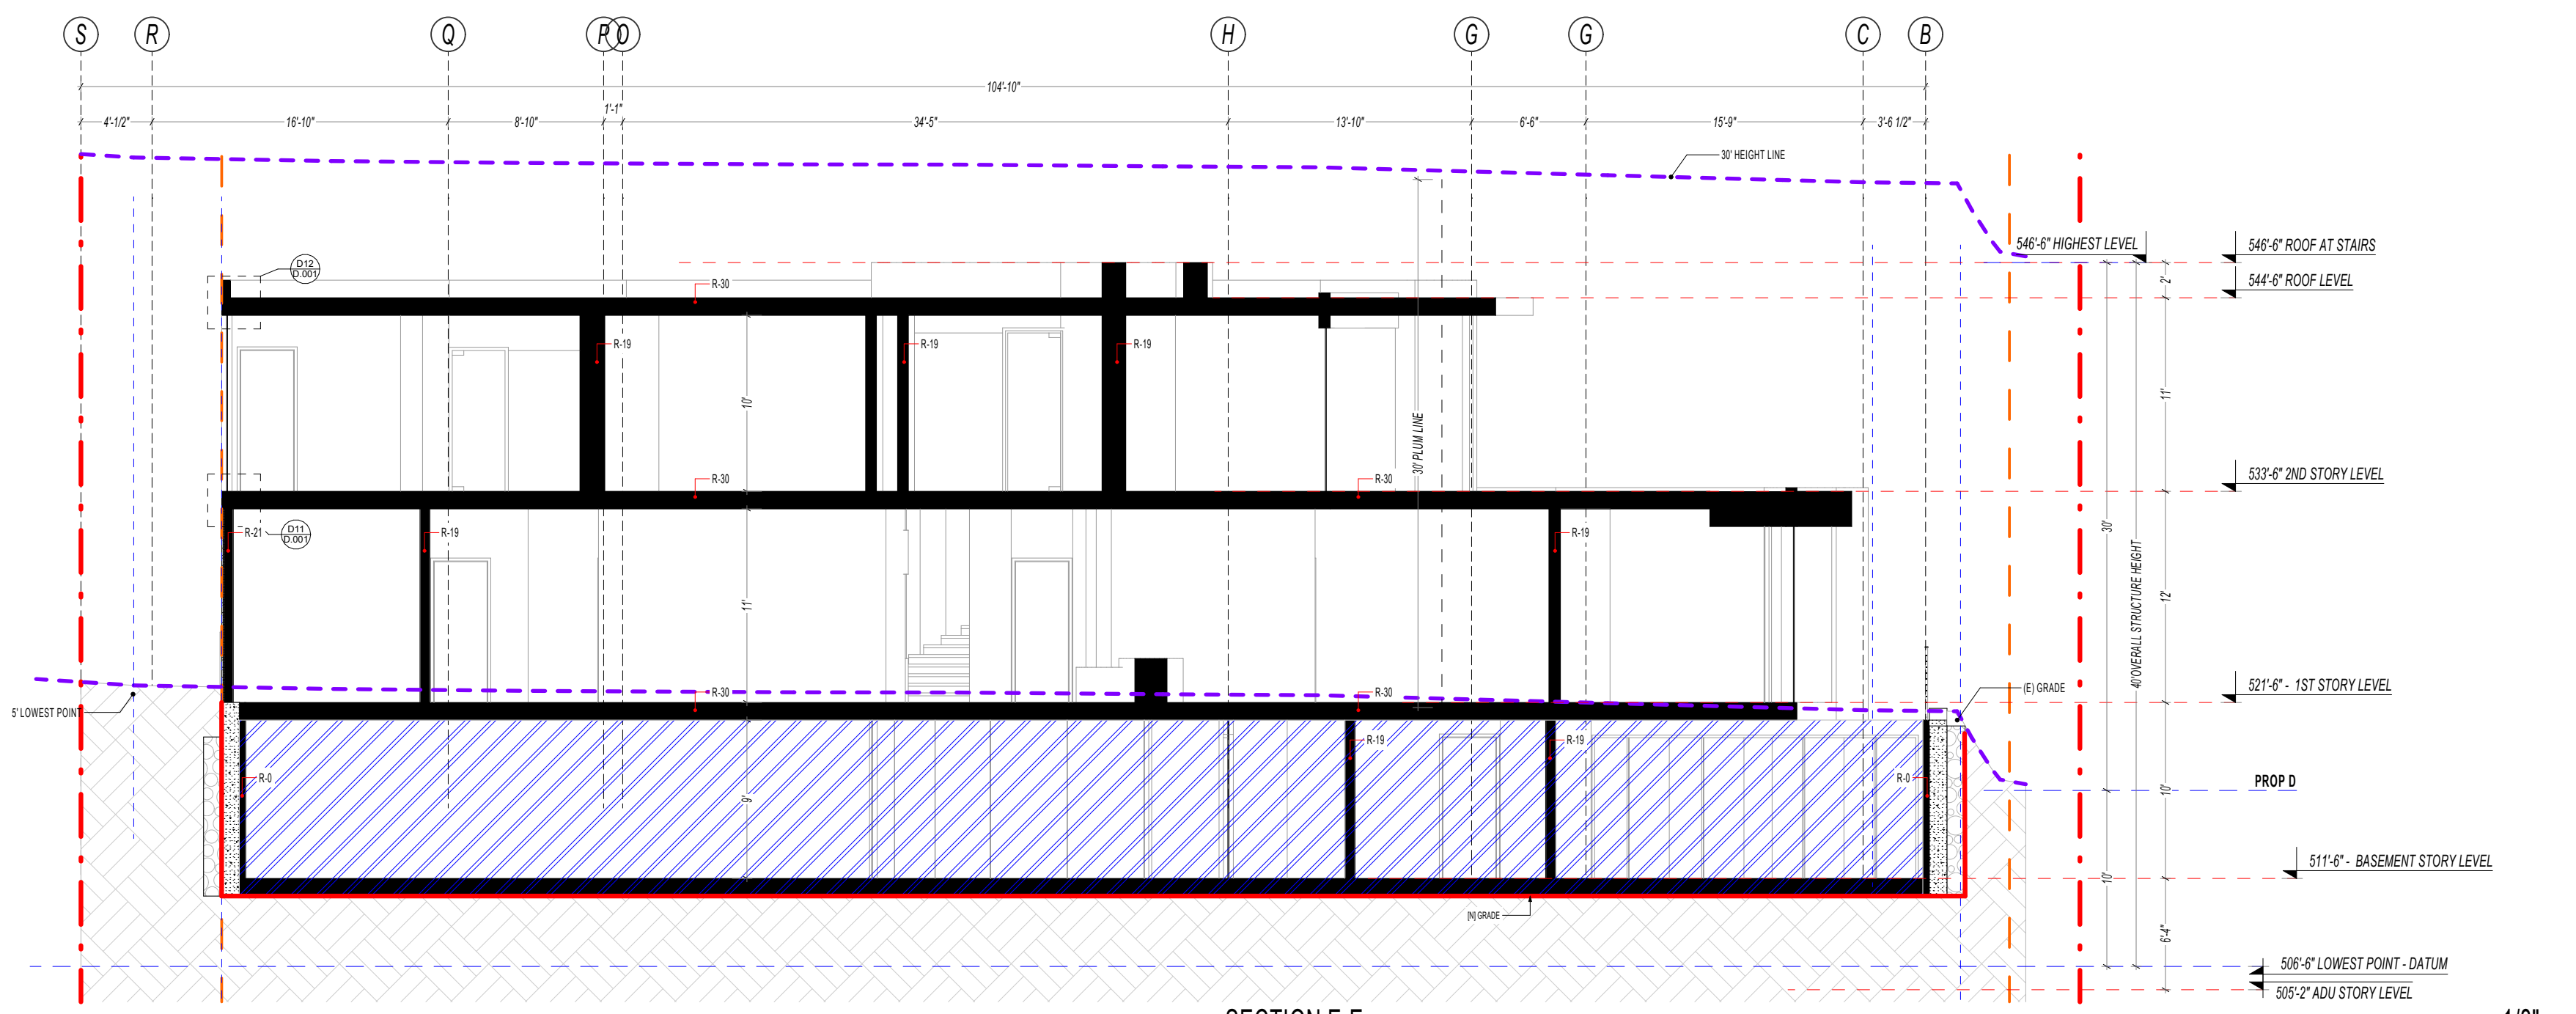 S R Q P O H G G C B
104'-10"
1'-1"
4'-1/2" 16'-10" 8'-10" 34'-5" 13'-10" 6'-6" 15'-9" 3'-6 1/2"
30' HEIGHT LINE
546'-6" HIGHEST LEVEL
546'-6" ROOF AT STAIRS
D12
D.001
R-30
2'
544'-6" ROOF LEVEL
R-19
R-19
R-19
10'
11'
30' PLUM LINE
R-30
R-30
533'-6" 2ND STORY LEVEL
R-21
D11
D.001
R-19
R-19
30'
40'OVERALL STRUCTURE HEIGHT
11'
12'
R-30
R-30
(E) GRADE
521'-6" - 1ST STORY LEVEL
5' LOWEST POINT
R-19
R-19
R-0
R-0
PROP D
9'
10'
511'-6" - BASEMENT STORY LEVEL
10'
[N] GRADE
6'-4"
506'-6" LOWEST POINT - DATUM
505'-2" ADU STORY LEVEL